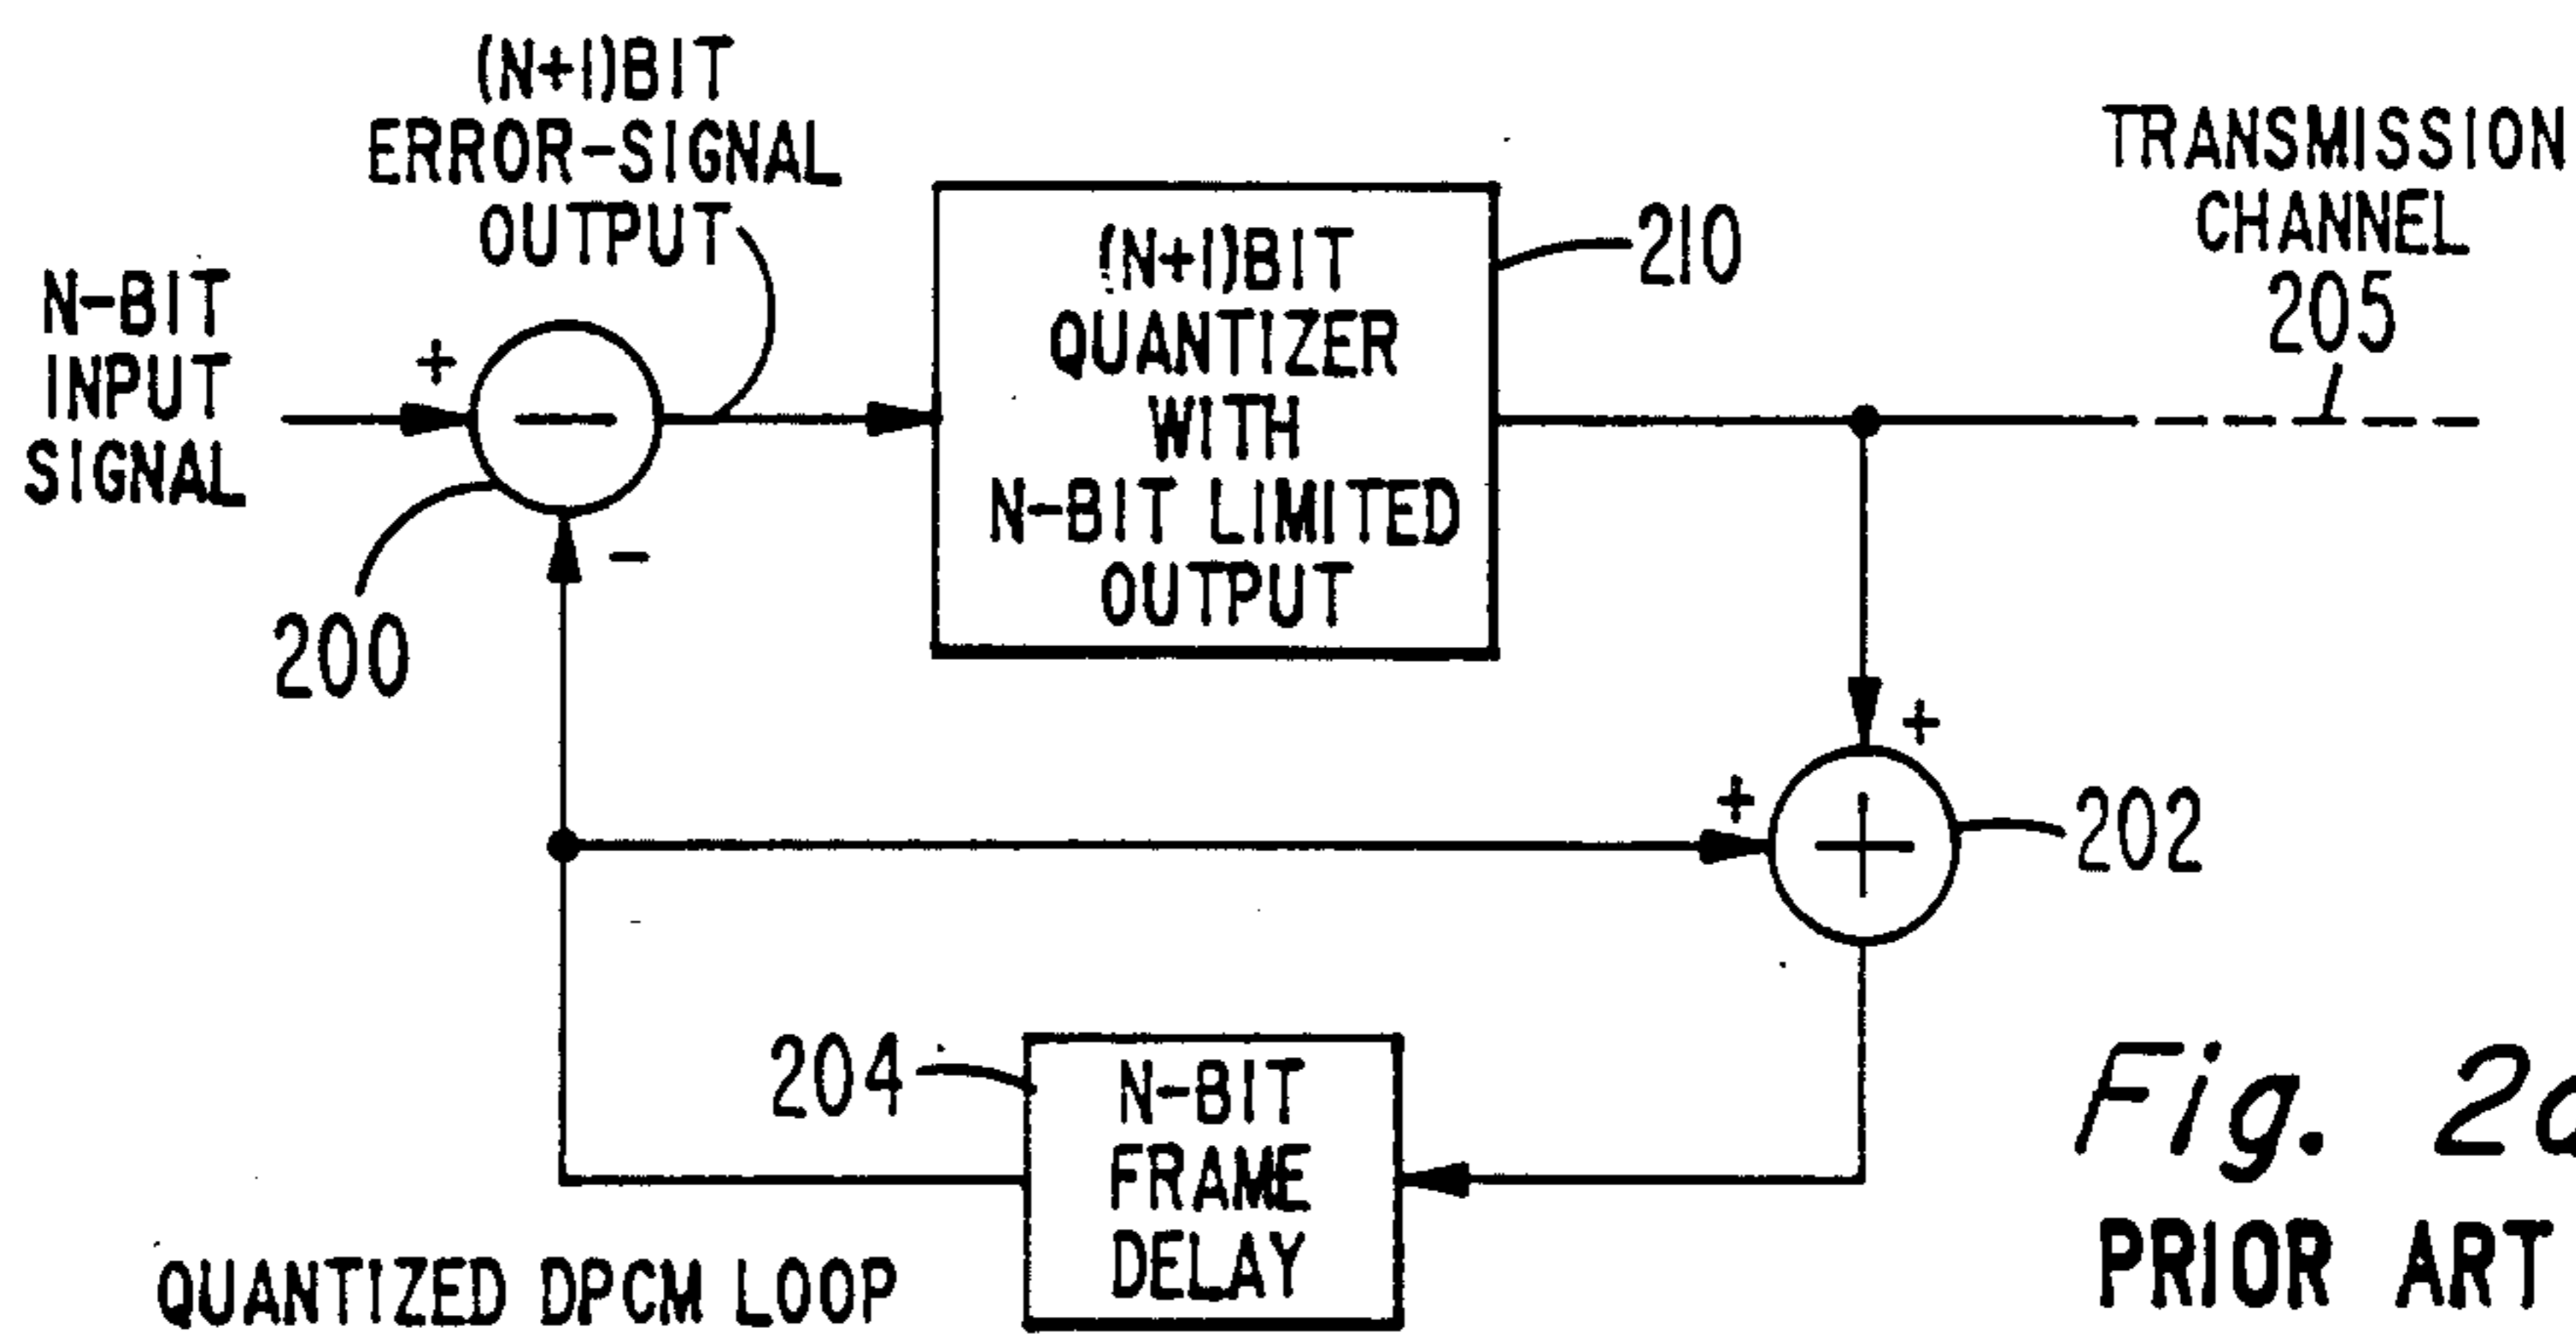 (N+1)BIT
ERROR-SIGNAL
OUTPUT
N-BIT
INPUT
SIGNAL
+
-
-
200
(N+1)BIT
QUANTIZER
WITH
N-BIT LIMITED
OUTPUT
210
TRANSMISSION
CHANNEL
205
+
+
+
202
204
N-BIT
FRAME
DELAY
QUANTIZED DPCM LOOP
Fig.
PRIOR ART